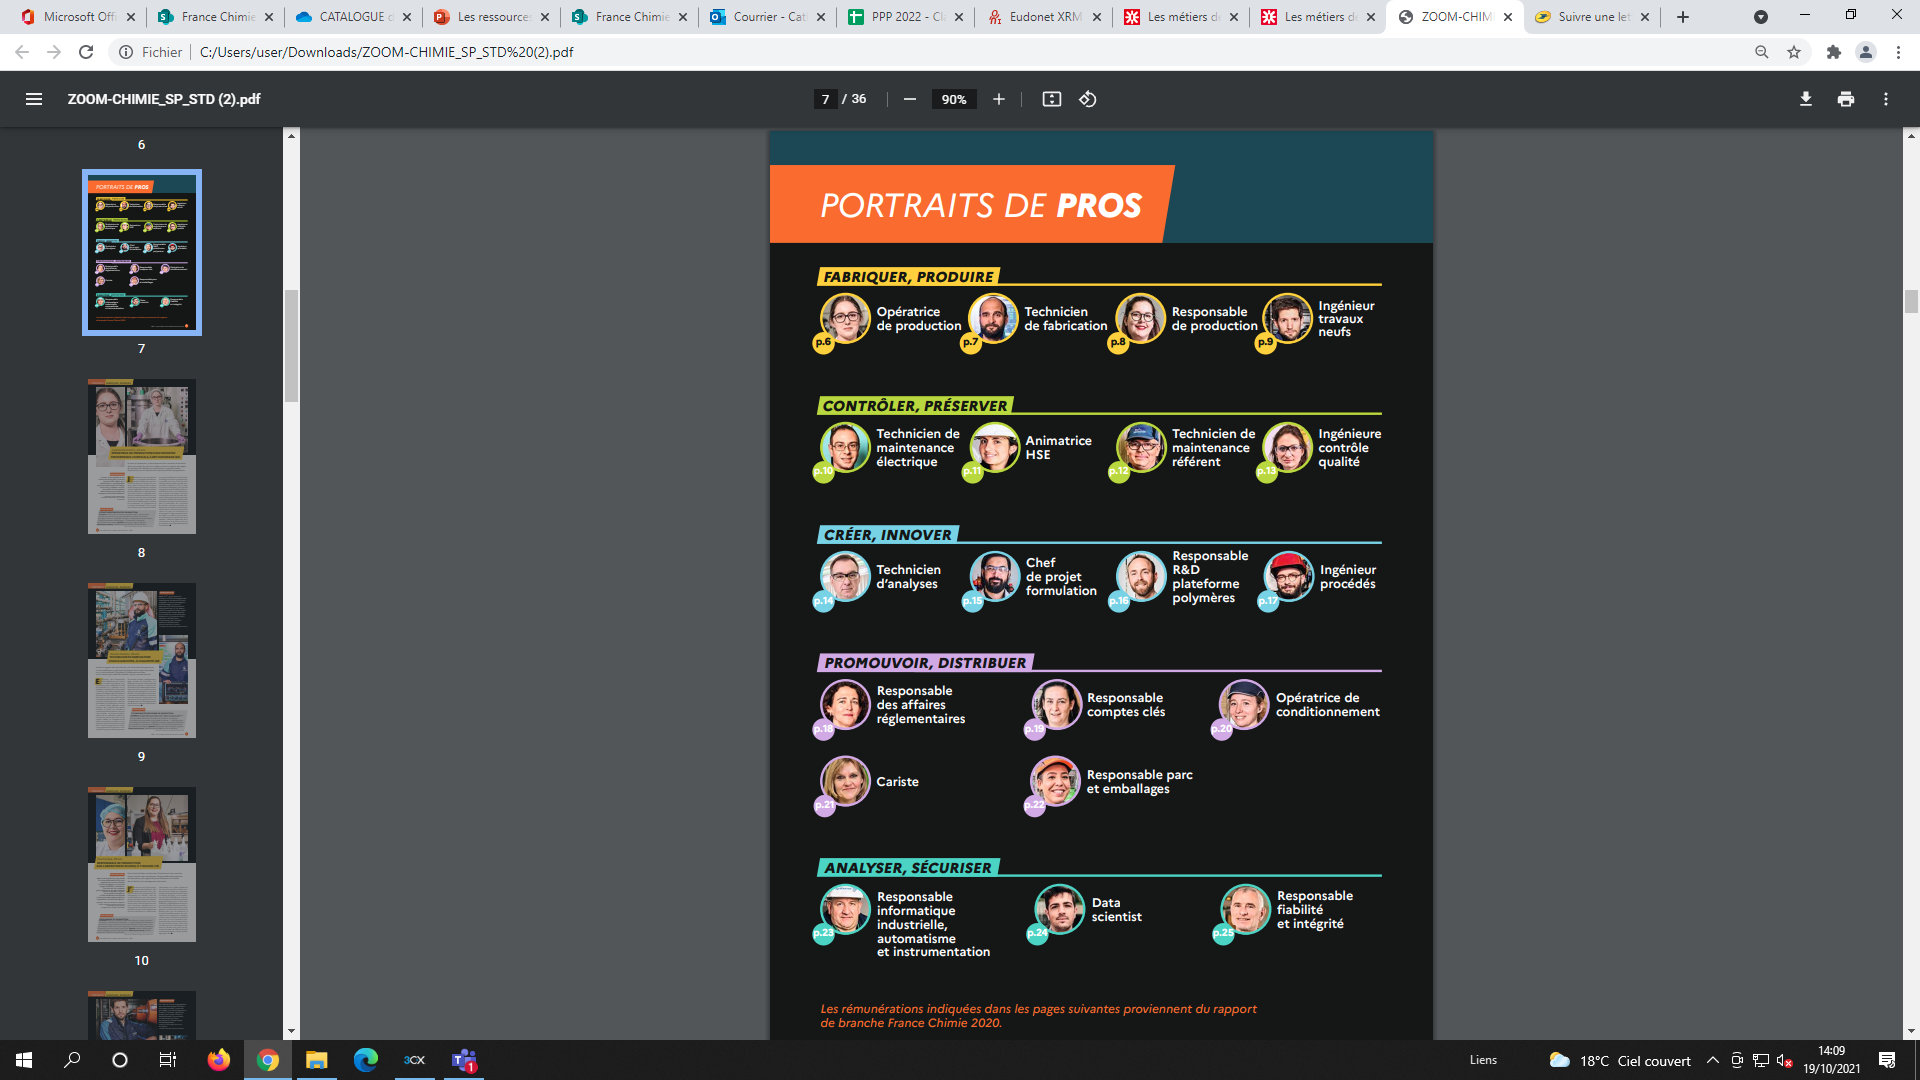 Microsoft Offi
France Chimie
CATALOGUE d
Les ressources
France Chimie
Courrier - Cat
PPP 2022 - Cl
Eudonet XRM
Les métiers d
Les métiers d
ZOOM-CHIM
Suivre une let
Fichier
C:/Users/user/Downloads/ZOOM-CHIMIE_SP_STD%20(2).pdf
ZOOM-CHIMIE_SP_STD (2).pdf
7 / 36
90%
6
PORTRAITS DE PROS
7
8
9
10
PORTRAITS DE PROS
FABRIQUER, PRODUIRE
Opératrice
de production
p.6
Technicien
de fabrication
p.7
Responsable
de production
p.8
Ingénieur
travaux
neufs
p.9
CONTRÔLER, PRÉSERVER
Technicien de
maintenance
électrique
p.10
Animatrice
HSE
p.11
Technicien de
maintenance
référent
p.12
Ingénieure
contrôle
qualité
p.13
CRÉER, INNOVER
Technicien
d'analyses
p.14
Chef
de projet
formulation
p.15
Responsable
R&D
plateforme
polymères
p.16
Ingénieur
procédés
p.17
PROMOUVOIR, DISTRIBUER
Responsable
des affaires
réglementaires
p.18
Responsable
comptes clés
p.19
Opératrice de
conditionnement
p.20
Cariste
p.21
Responsable parc
et emballages
p.22
ANALYSER, SÉCURISER
Responsable
informatique
industrielle,
automatisme
et instrumentation
p.23
Data
scientist
p.24
Responsable
fiabilité
et intégrité
p.25
Les rémunérations indiquées dans les pages suivantes proviennent du rapport
de branche France Chimie 2020.
3CX
1
Liens
18°C Ciel couvert
14:09
19/10/2021